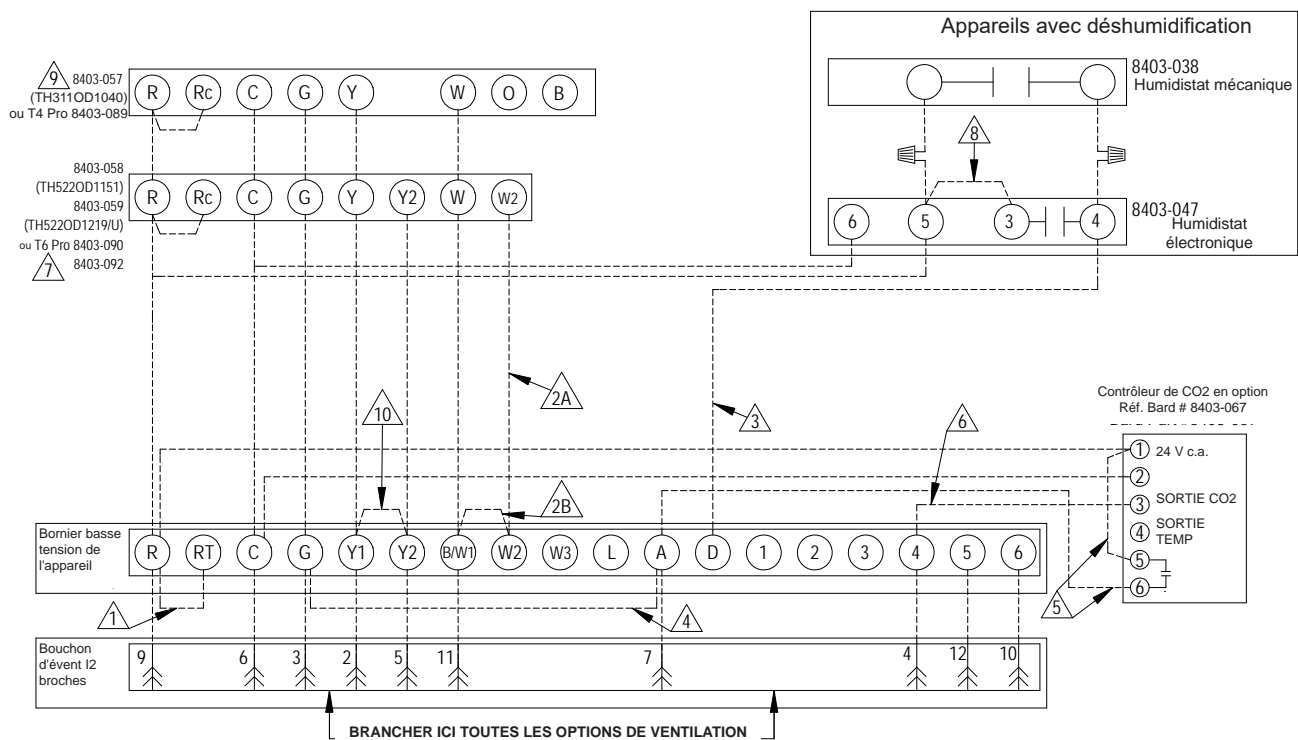 Appareils avec déshumidification
8403-038
Humidistat mécanique
9
8403-057
(TH311OD1040)
ou T4 Pro 8403-089
R Rc C G Y W O B
8
8403-058
(TH522OD1151)
8403-059
(TH522OD1219/U)
ou T6 Pro 8403-090
7
8403-092
R Rc C G Y Y2 W W2
6 5 3 4
8403-047
Humidistat
électronique
2A
3
10
6
2B
Contrôleur de CO2 en option
Réf. Bard # 8403-067
1 24 V c.a.
2
3 SORTIE CO2
4 SORTIE
TEMP
5
6
5
Bornier basse
tension de
l'appareil
R RT C G Y1 Y2 B/W1 W2 W3 L A D 1 2 3 4 5 6
1
4
Bouchon
d'évent I2
broches
9 6 3 2 5 11 7 4 12 10
BRANCHER ICI TOUTES LES OPTIONS DE VENTILATION